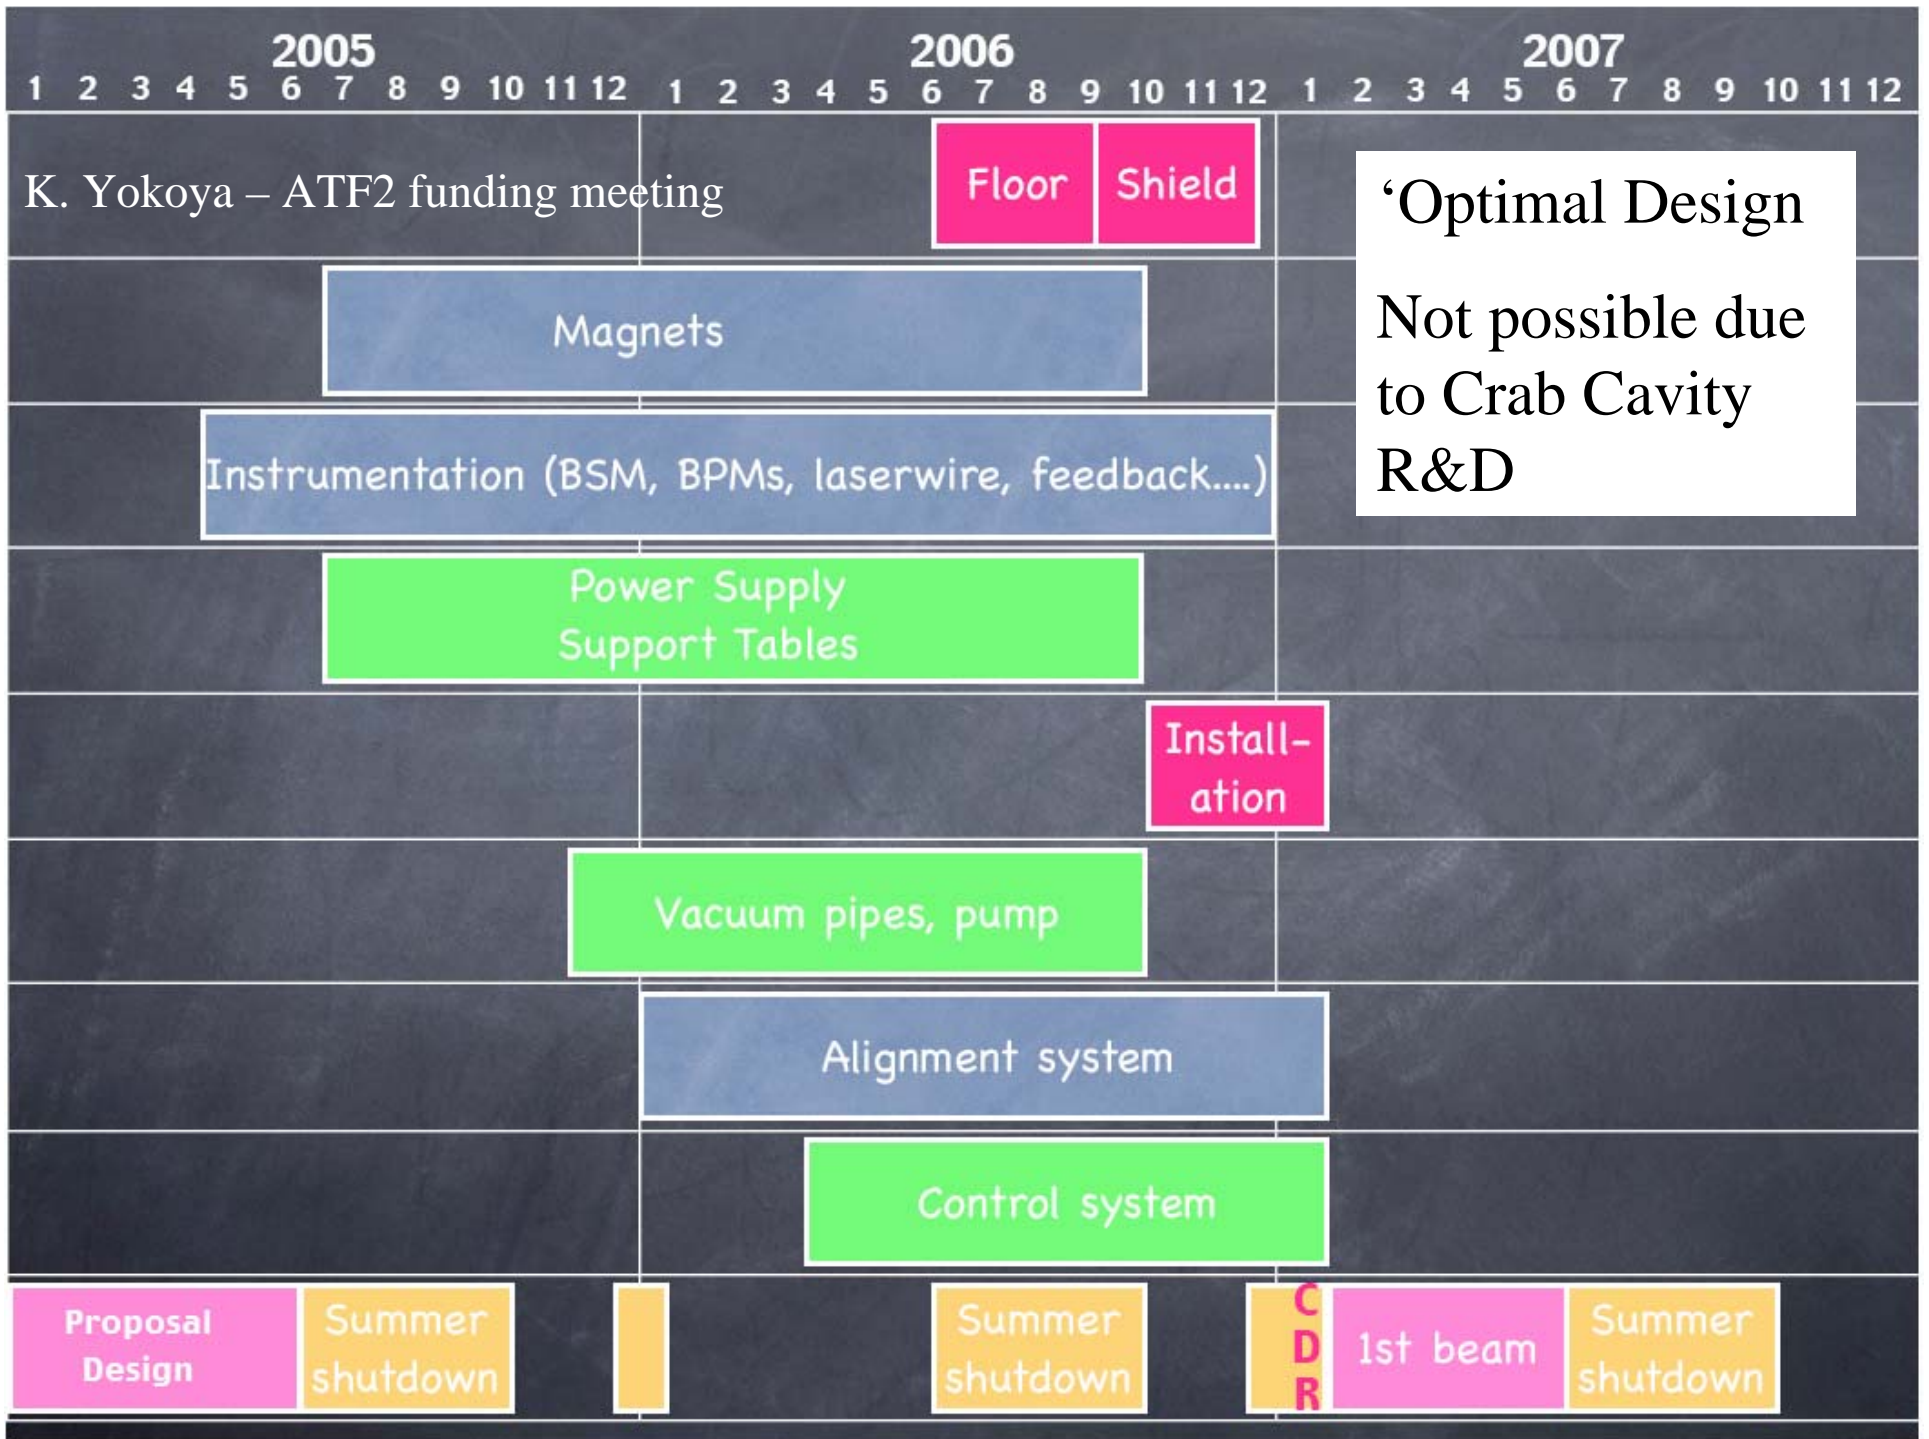 2005 2006 2007
1 2 3 4 5 6 7 8 9 10 11 12 1 2 3 4 5 6 7 8 9 10 11 12 1 2 3 4 5 6 7 8 9 10 11 12
K. Yokoya – ATF2 funding meeting
Floor Shield
‘Optimal Design
Not possible due
to Crab Cavity
R&D
Magnets
Instrumentation (BSM, BPMs, laserwire, feedback....)
Power Supply
Support Tables
Install-
ation
Vacuum pipes, pump
Alignment system
Control system
Proposal
Design
Summer
shutdown
Summer
shutdown
C
D
R
1st beam
Summer
shutdown